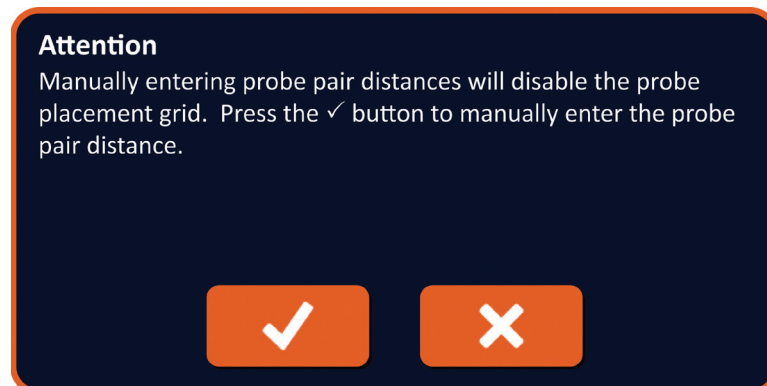 Attention
Manually entering probe pair distances will disable the probe
placement grid.  Press the ✓ button to manually enter the probe
pair distance.